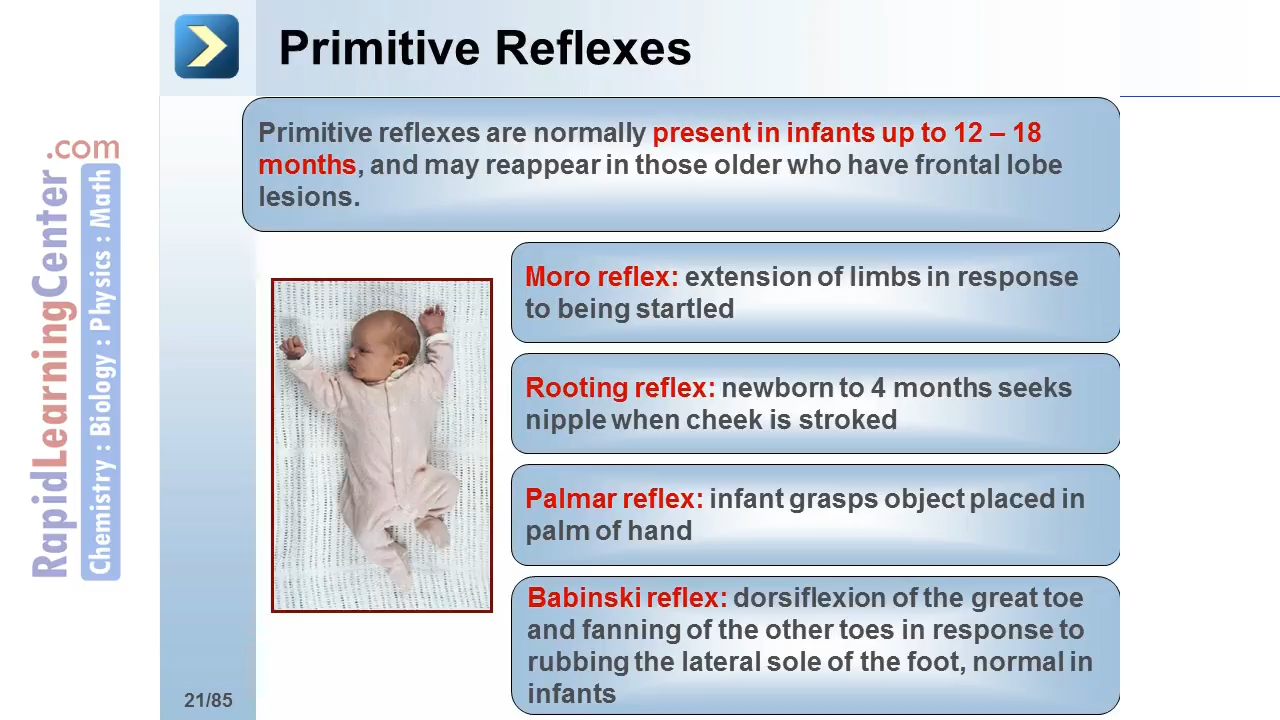 Primitive Reflexes
Primitive reflexes are normally present in infants up to 12 – 18
months, and may reappear in those older who have frontal lobe
lesions.
Moro reflex: extension of limbs in response
to being startled
Rooting reflex: newborn to 4 months seeks
nipple when cheek is stroked
Palmar reflex: infant grasps object placed in
palm of hand
Babinski reflex: dorsiflexion of the great toe
and fanning of the other toes in response to
rubbing the lateral sole of the foot, normal in
infants
21/85
RapidLearningCenter.com
Chemistry : Biology : Physics : Math